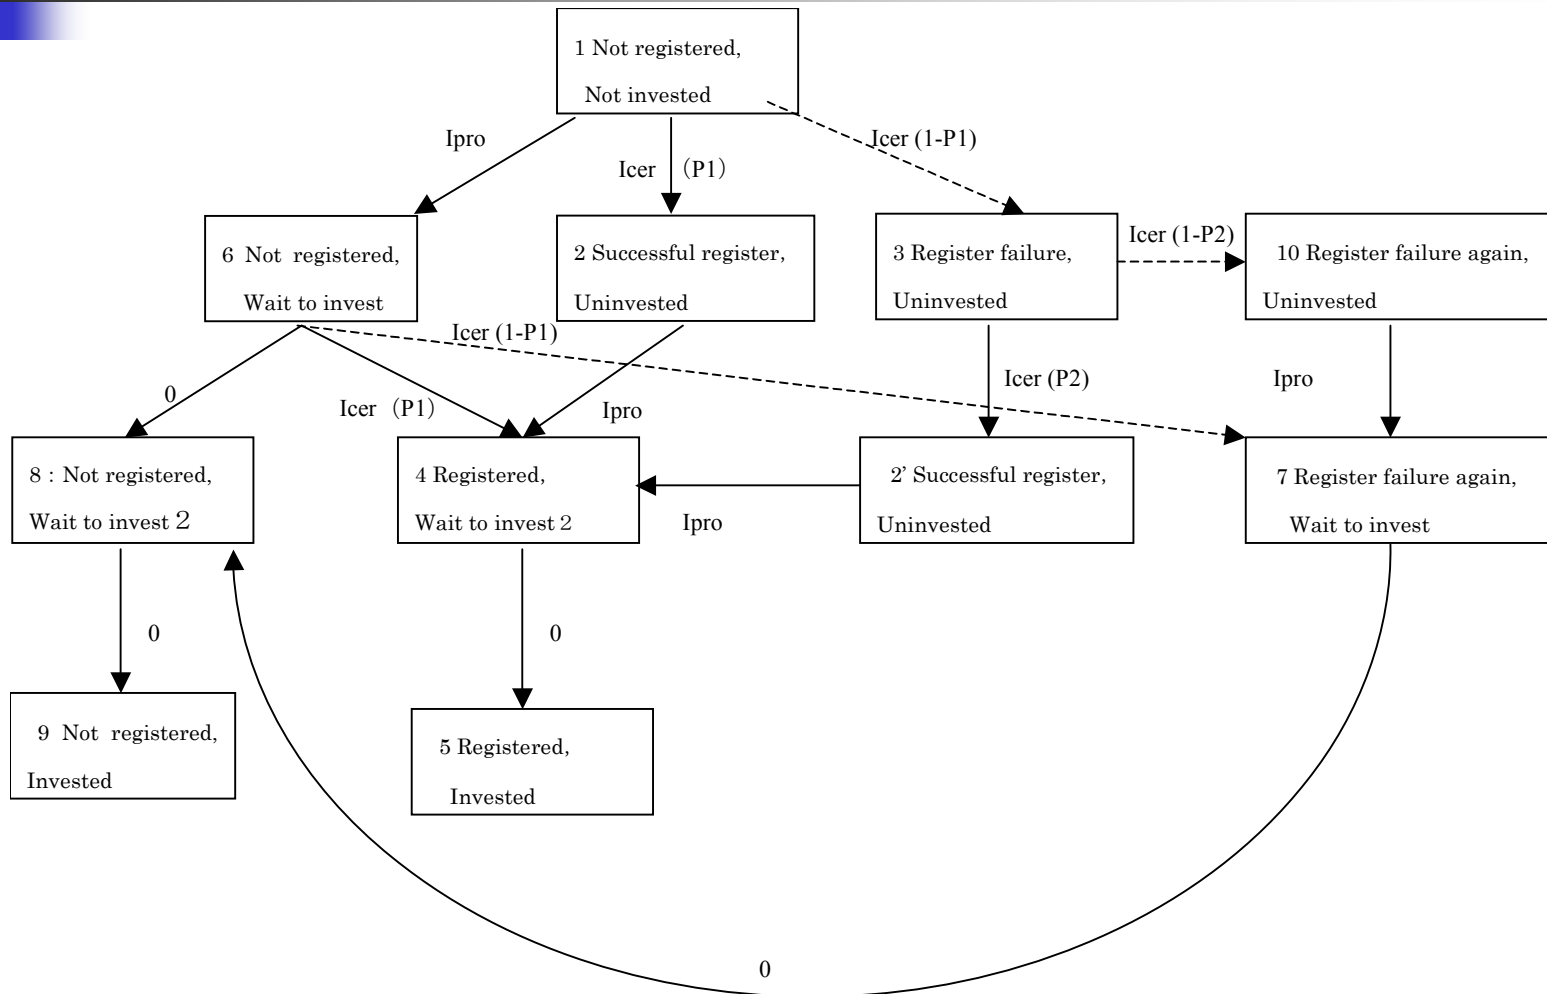 1 Not registered,
Not invested
Ipro
Icer （P1）
Icer (1-P1)
6 Not registered,
Wait to invest
2 Successful register,
Uninvested
3 Register failure,
Uninvested
Icer (1-P2)
10 Register failure again,
Uninvested
Icer (1-P1)
0
Icer （P1）
Ipro
Icer (P2)
Ipro
8 : Not registered,
Wait to invest 2
4 Registered,
Wait to invest 2
Ipro
2’ Successful register,
Uninvested
7 Register failure again,
Wait to invest
0
0
9 Not registered,
Invested
5 Registered,
Invested
0